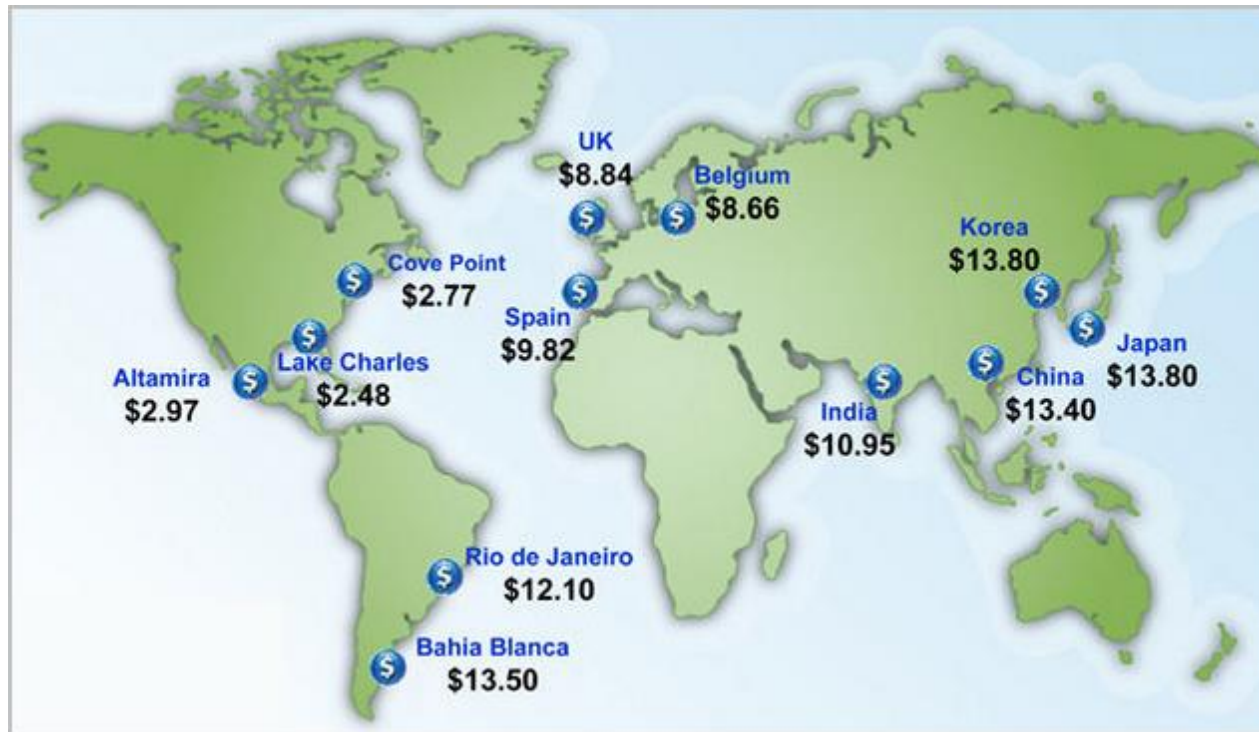 UK
$8.84
Belgium
$8.66
Korea
$13.80
Cove Point
$2.77
Spain
$9.82
Japan
$13.80
Lake Charles
$2.48
Altamira
$2.97
China
$13.40
India
$10.95
Rio de Janeiro
$12.10
Bahia Blanca
$13.50